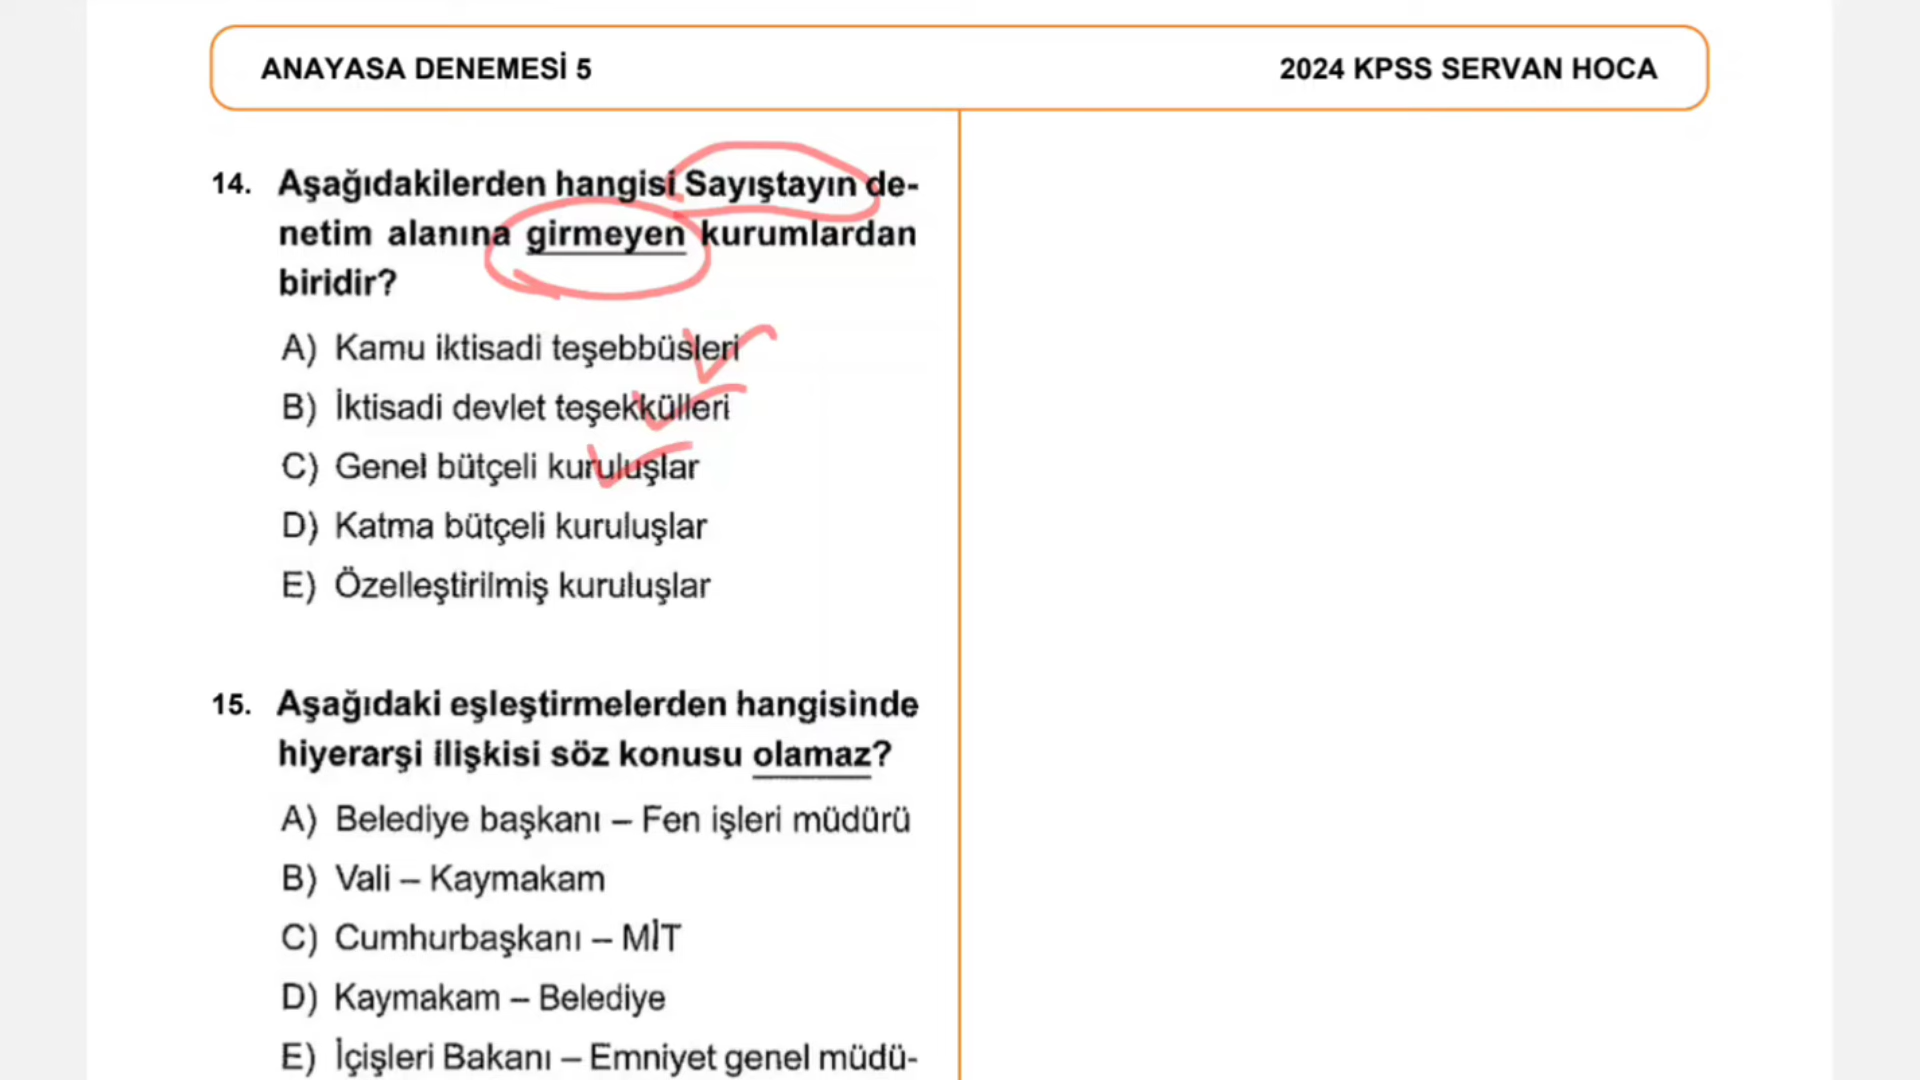 ANAYASA DENEMESİ 5
2024 KPSS SERVAN HOCA
14. Aşağıdakilerden hangisi Sayıştayın de-
netim alanına girmeyen kurumlardan
biridir?
A) Kamu iktisadi teşebbüsleri
B) İktisadi devlet teşekkülleri
C) Genel bütçeli kuruluşlar
D) Katma bütçeli kuruluşlar
E) Özelleştirilmiş kuruluşlar
15. Aşağıdaki eşleştirmelerden hangisinde
hiyerarşi ilişkisi söz konusu olamaz?
A) Belediye başkanı – Fen işleri müdürü
B) Vali – Kaymakam
C) Cumhurbaşkanı – MİT
D) Kaymakam – Belediye
E) İçişleri Bakanı – Emniyet genel müdü-